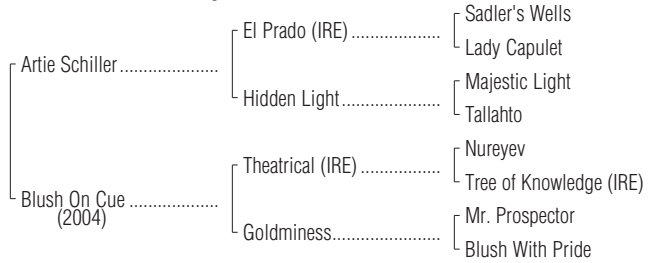 Sadler's Wells
El Prado (IRE) ...................
Lady Capulet
Artie Schiller.....................
Majestic Light
Hidden Light.....................
Tallahto
Nureyev
Theatrical (IRE) .................
Tree of Knowledge (IRE)
Blush On Cue ...................
(2004)
Mr. Prospector
Goldminess.......................
Blush With Pride